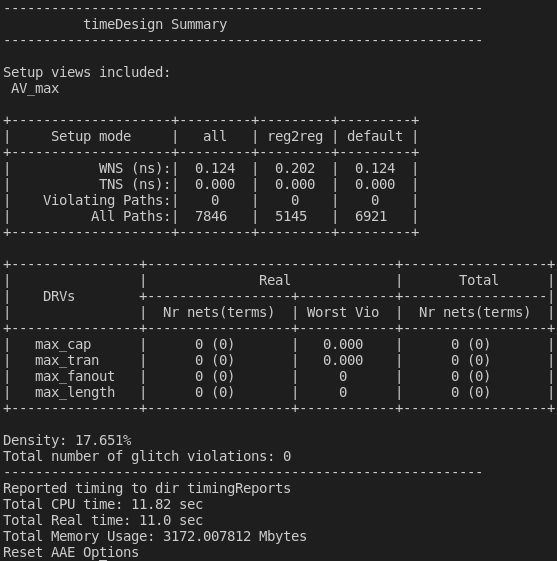 ------------------------------------------------------------
          timeDesign Summary
------------------------------------------------------------

Setup views included:
 AV_max

+--------------------+---------+---------+---------+
|     Setup mode     |   all   | reg2reg | default |
+--------------------+---------+---------+---------+
|           WNS (ns):|  0.124  |  0.202  |  0.124  |
|           TNS (ns):|  0.000  |  0.000  |  0.000  |
|    Violating Paths:|    0    |    0    |    0    |
|          All Paths:|  7846   |  5145   |  6921   |
+--------------------+---------+---------+---------+

+----------------+-------------------------------+------------------+
|                |              Real             |       Total      |
|    DRVs        +------------------+------------+------------------|
|                |  Nr nets(terms)  | Worst Vio  |  Nr nets(terms)  |
+----------------+------------------+------------+------------------+
|   max_cap      |      0 (0)       |   0.000    |      0 (0)       |
|   max_tran     |      0 (0)       |   0.000    |      0 (0)       |
|   max_fanout   |      0 (0)       |     0      |      0 (0)       |
|   max_length   |      0 (0)       |     0      |      0 (0)       |
+----------------+------------------+------------+------------------+

Density: 17.651%
Total number of glitch violations: 0
------------------------------------------------------------
Reported timing to dir timingReports
Total CPU time: 11.82 sec
Total Real time: 11.0 sec
Total Memory Usage: 3172.007812 Mbytes
Reset AAE Options